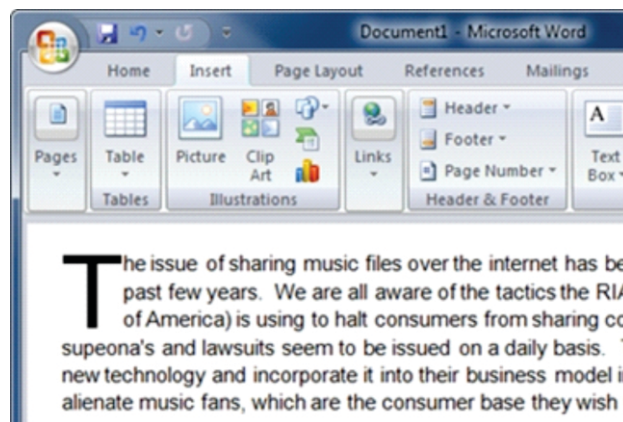 Document1 - Microsoft Word
Home Insert Page Layout References Mailings
Pages Table Picture Clip Art Links Header Footer Page Number A Text Box
Tables Illustrations Header & Footer
The issue of sharing music files over the internet has be
past few years. We are all aware of the tactics the RIA
of America) is using to halt consumers from sharing co
supeona's and lawsuits seem to be issued on a daily basis.
new technology and incorporate it into their business model i
alienate music fans, which are the consumer base they wish